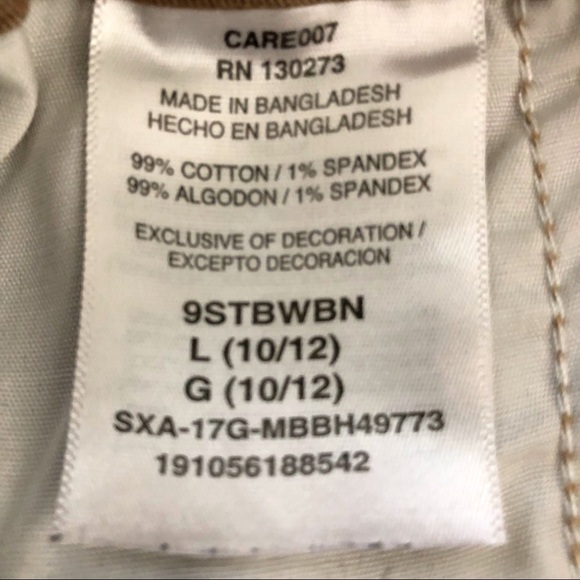 CARE007
RN 130273
MADE IN BANGLADESH
HECHO EN BANGLADESH
99% COTTON / 1% SPANDEX
99% ALGODON / 1% SPANDEX
EXCLUSIVE OF DECORATION /
EXCEPTO DECORACION
9STBWBN
L (10/12)
G (10/12)
SXA-17G-MBBH49773
191056188542